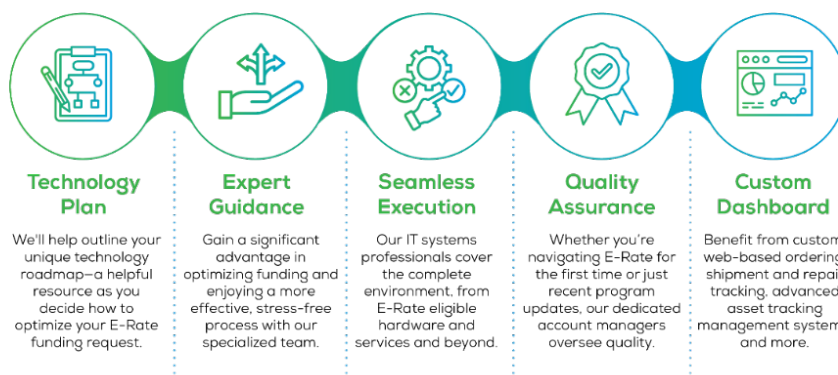 Technology
Plan
We'll help outline your
unique technology
roadmap—a helpful
resource as you
decide how to
optimize your E-Rate
funding request.
Expert
Guidance
Gain a significant
advantage in
optimizing funding and
enjoying a more
effective, stress-free
process with our
specialized team.
Seamless
Execution
Our IT systems
professionals cover
the complete
environment, from
E-Rate eligible
hardware and
services and beyond.
Quality
Assurance
Whether you're
navigating E-Rate for
the first time or just
recent program
updates, our dedicated
account managers
oversee quality.
Custom
Dashboard
Benefit from custom
web-based ordering
shipment and repair
tracking, advanced
asset tracking
management system
and more.